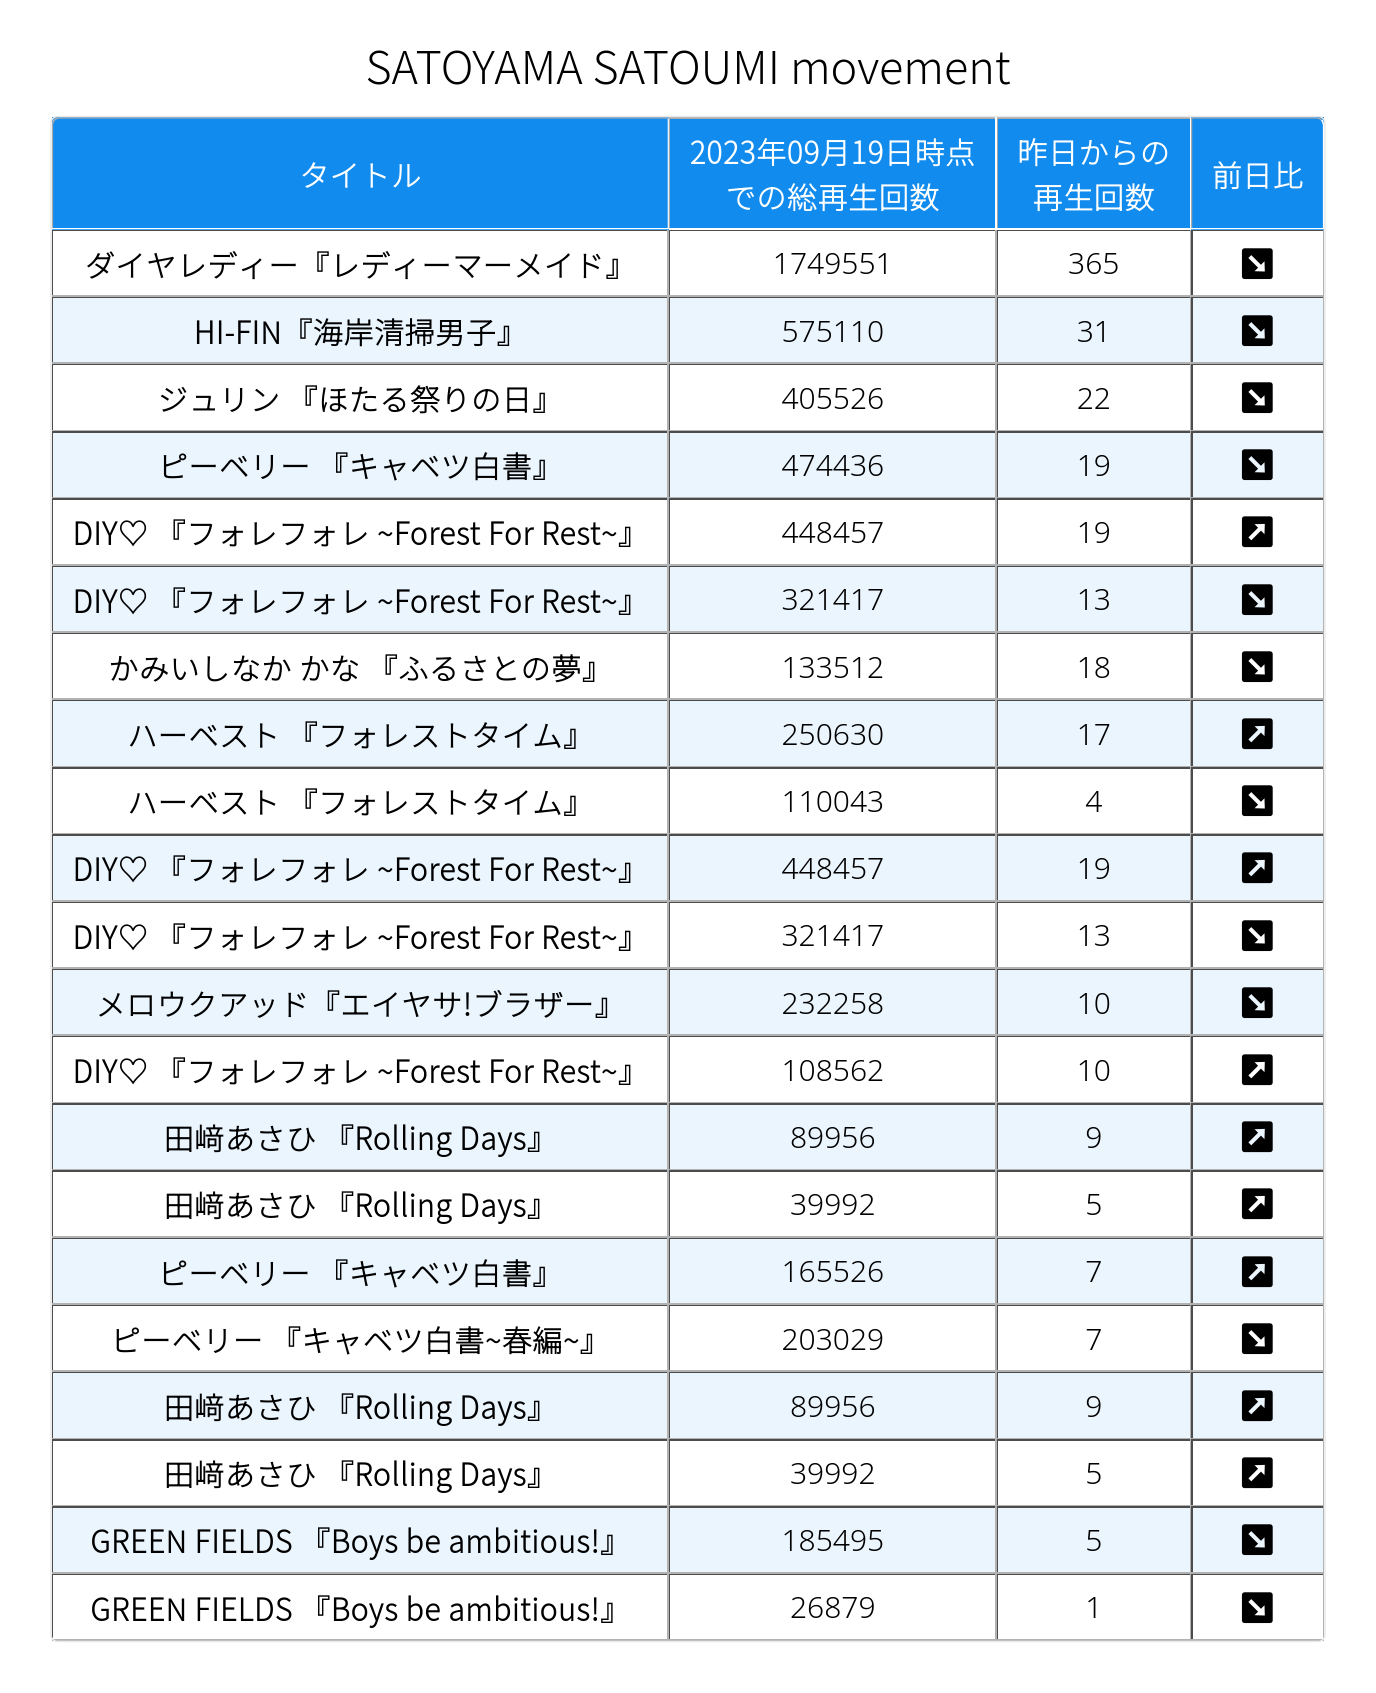 SATOYAMA SATOUMI movement
タイトル 2023年09月19日時点での総再生回数 昨日からの再生回数 前日比
ダイヤレディー『レディーマーメイド』 1749551 365 ↘
HI-FIN『海岸清掃男子』 575110 31 ↘
ジュリン 『ほたる祭りの日』 405526 22 ↘
ピーベリー 『キャベツ白書』 474436 19 ↘
DIY♡ 『フォレフォレ ~Forest For Rest~』 448457 19 ↗
DIY♡ 『フォレフォレ ~Forest For Rest~』 321417 13 ↘
かみいしなか かな 『ふるさとの夢』 133512 18 ↘
ハーベスト 『フォレストタイム』 250630 17 ↗
ハーベスト 『フォレストタイム』 110043 4 ↘
DIY♡ 『フォレフォレ ~Forest For Rest~』 448457 19 ↗
DIY♡ 『フォレフォレ ~Forest For Rest~』 321417 13 ↘
メロウクアッド『エイヤサ!ブラザー』 232258 10 ↘
DIY♡ 『フォレフォレ ~Forest For Rest~』 108562 10 ↗
田﨑あさひ 『Rolling Days』 89956 9 ↗
田﨑あさひ 『Rolling Days』 39992 5 ↗
ピーベリー 『キャベツ白書』 165526 7 ↗
ピーベリー 『キャベツ白書~春編~』 203029 7 ↘
田﨑あさひ 『Rolling Days』 89956 9 ↗
田﨑あさひ 『Rolling Days』 39992 5 ↗
GREEN FIELDS 『Boys be ambitious!』 185495 5 ↘
GREEN FIELDS 『Boys be ambitious!』 26879 1 ↘